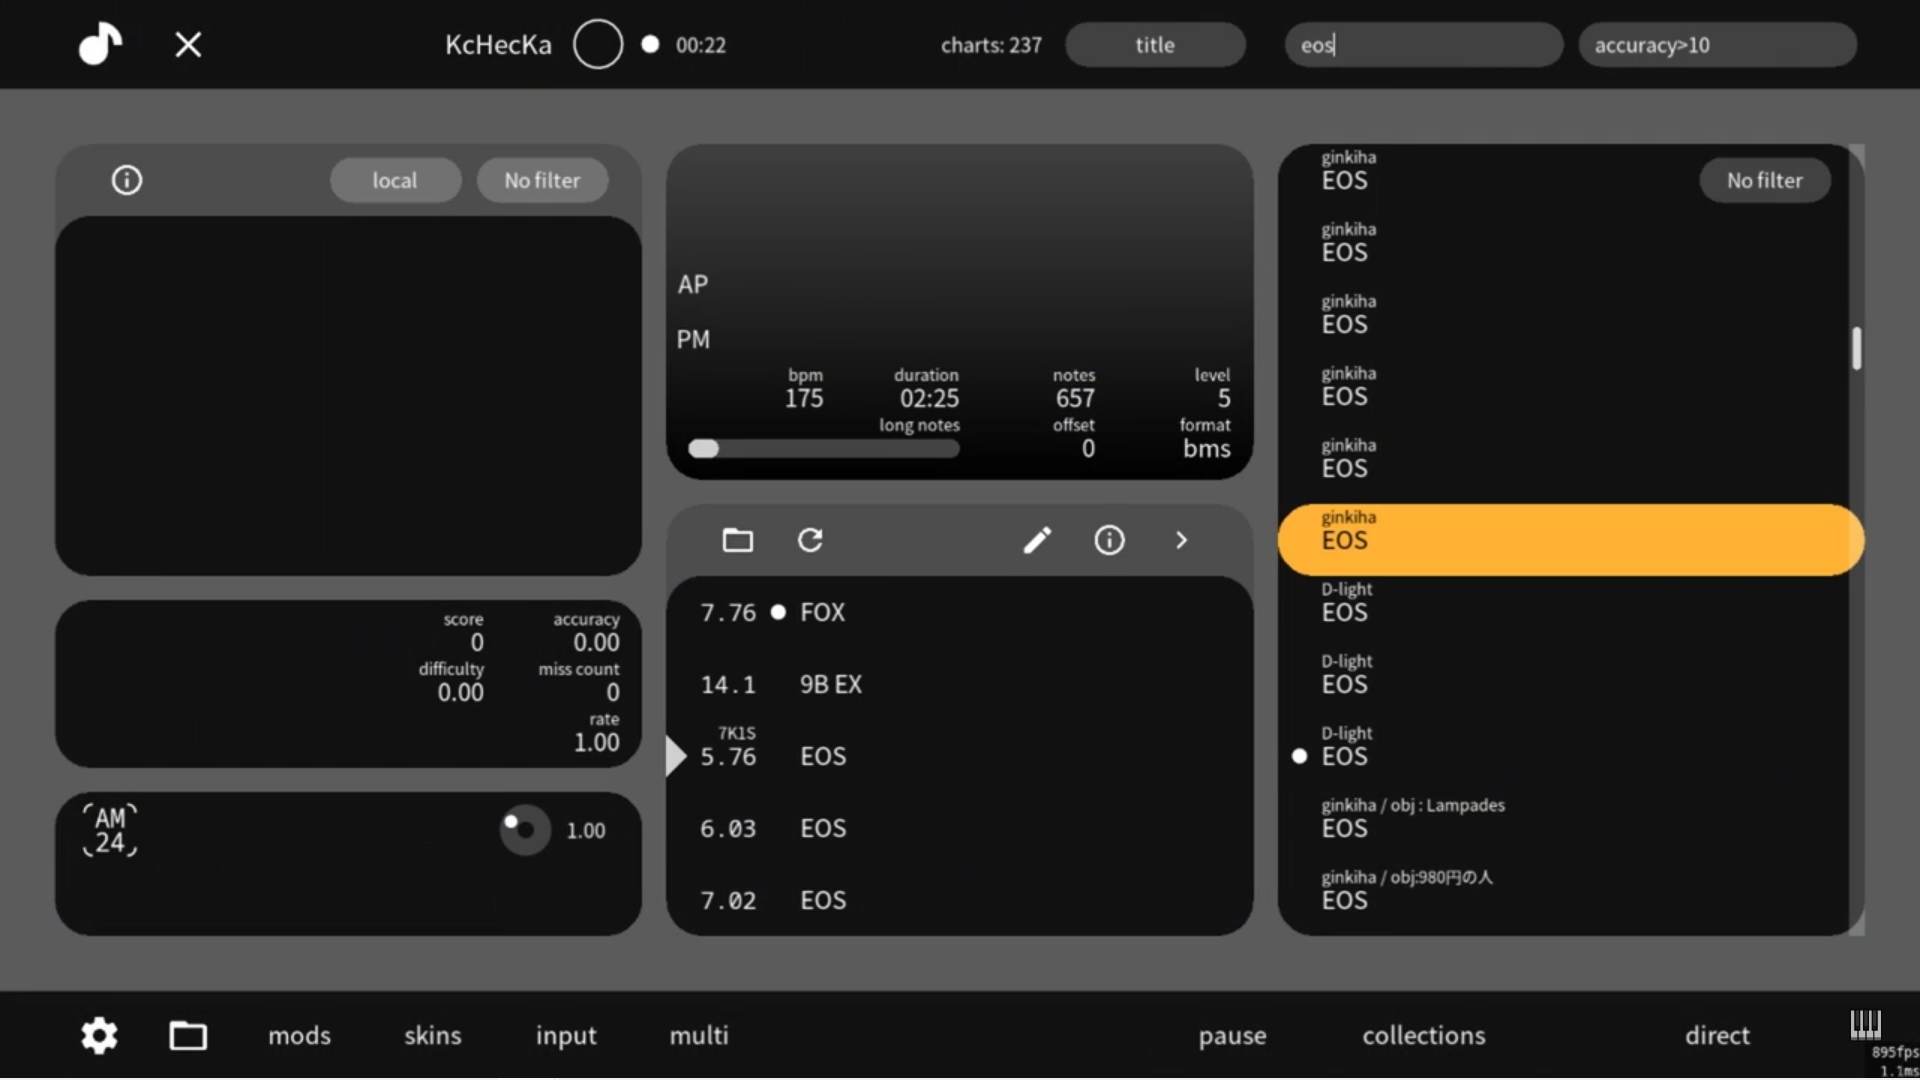 KcHecKa
00:22
charts: 237
title
eos
accuracy>10
local
No filter
score
0
accuracy
0.00
difficulty
0.00
miss count
0
rate
1.00
AM
24
1.00
AP
PM
bpm
175
duration
02:25
notes
657
level
5
long notes
offset
0
format
bms
7.76 FOX
14.1 9B EX
7K1S
5.76 EOS
6.03 EOS
7.02 EOS
No filter
ginkiha
EOS
ginkiha
EOS
ginkiha
EOS
ginkiha
EOS
ginkiha
EOS
ginkiha
EOS
D-light
EOS
D-light
EOS
D-light
EOS
ginkiha / obj : Lampades
EOS
ginkiha / obj:980円の人
EOS
mods
skins
input
multi
pause
collections
direct
895fps
1.1ms